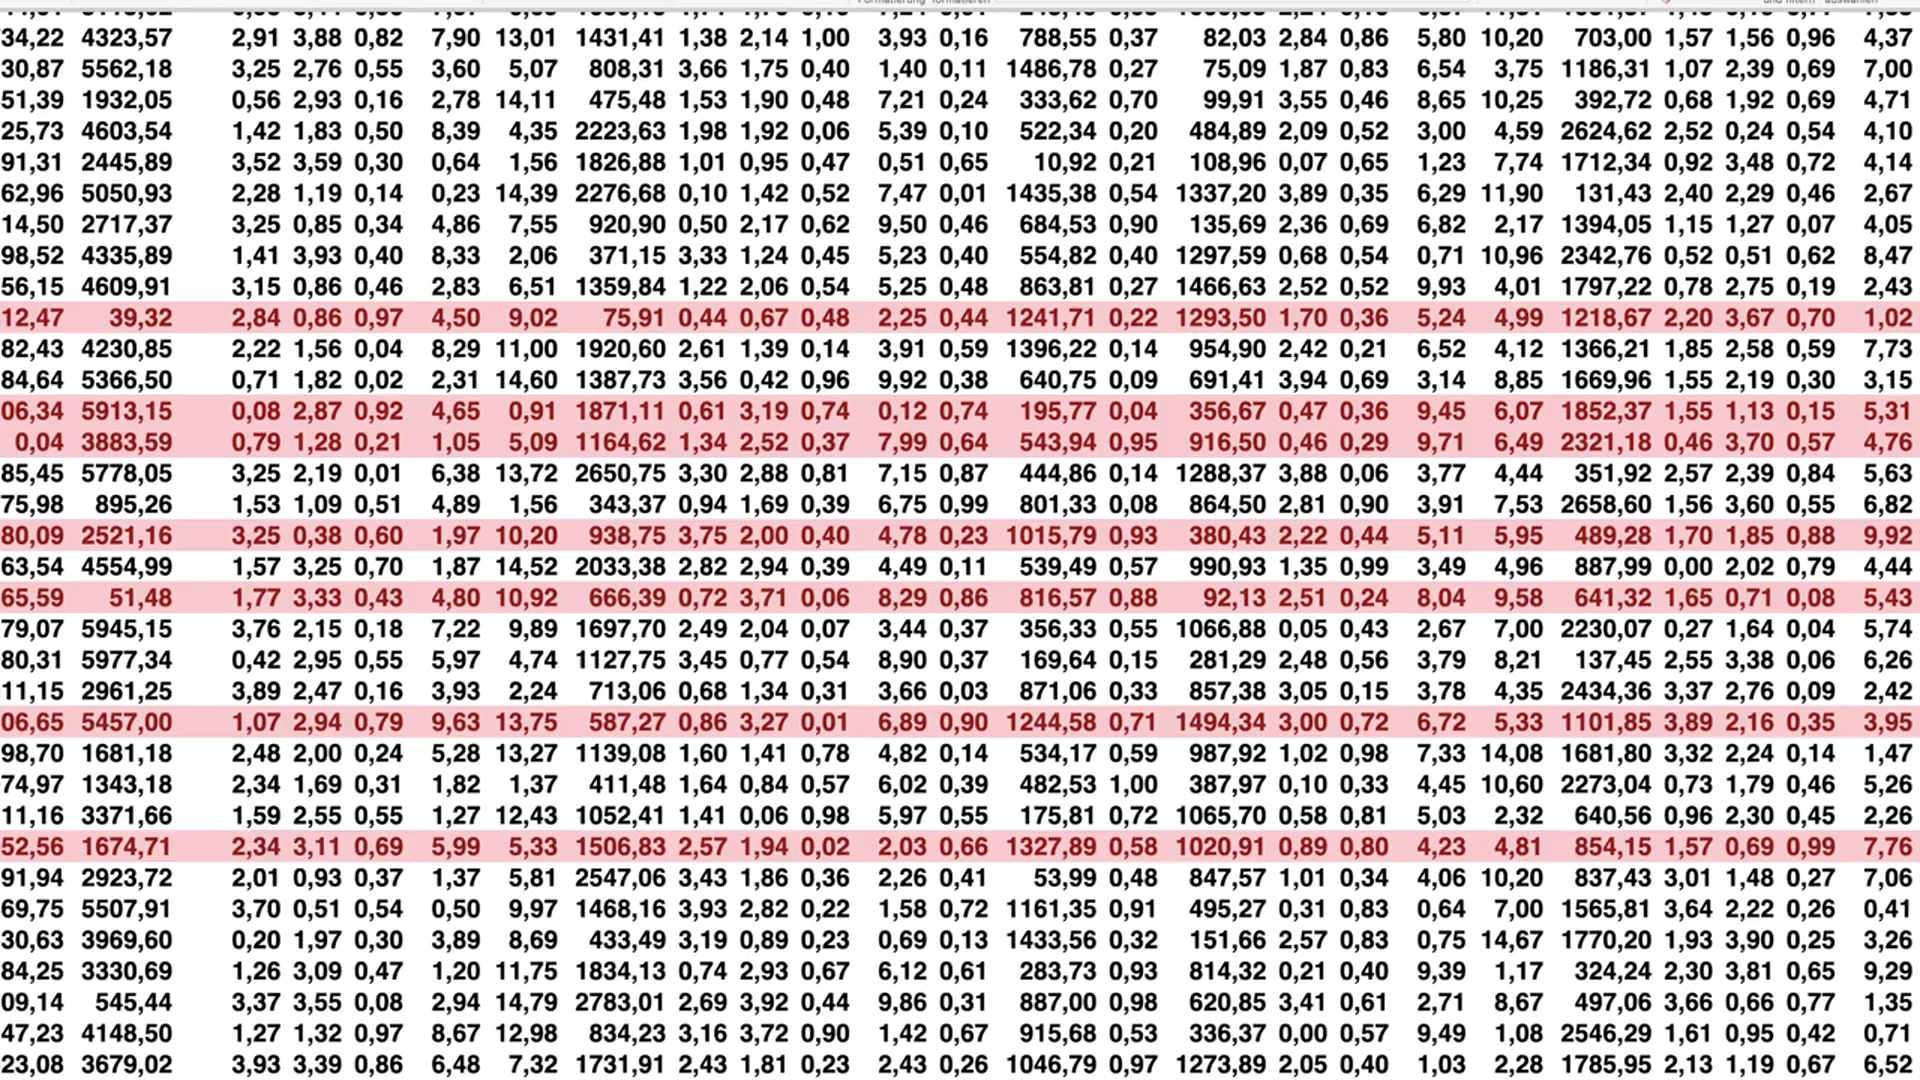 34,22 4323,57 2,91 3,88 0,82 7,90 13,01 1431,41 1,38 2,14 1,00 3,93 0,16 788,55 0,37 82,03 2,84 0,86 5,80 10,20 703,00 1,57 1,56 0,96 4,37
30,87 5562,18 3,25 2,76 0,55 3,60 5,07 808,31 3,66 1,75 0,40 1,40 0,11 1486,78 0,27 75,09 1,87 0,83 6,54 3,75 1186,31 1,07 2,39 0,69 7,00
51,39 1932,05 0,56 2,93 0,16 2,78 14,11 475,48 1,53 1,90 0,48 7,21 0,24 333,62 0,70 99,91 3,55 0,46 8,65 10,25 392,72 0,68 1,92 0,69 4,71
25,73 4603,54 1,42 1,83 0,50 8,39 4,35 2223,63 1,98 1,92 0,06 5,39 0,10 522,34 0,20 484,89 2,09 0,52 3,00 4,59 2624,62 2,52 0,24 0,54 4,10
91,31 2445,89 3,52 3,59 0,30 0,64 1,56 1826,88 1,01 0,95 0,47 0,51 0,65 10,92 0,21 108,96 0,07 0,65 1,23 7,74 1712,34 0,92 3,48 0,72 4,14
62,96 5050,93 2,28 1,19 0,14 0,23 14,39 2276,68 0,10 1,42 0,52 7,47 0,01 1435,38 0,54 1337,20 3,89 0,35 6,29 11,90 131,43 2,40 2,29 0,46 2,67
14,50 2717,37 3,25 0,85 0,34 4,86 7,55 920,90 0,50 2,17 0,62 9,50 0,46 684,53 0,90 135,69 2,36 0,69 6,82 2,17 1394,05 1,15 1,27 0,07 4,05
98,52 4335,89 1,41 3,93 0,40 8,33 2,06 371,15 3,33 1,24 0,45 5,23 0,40 554,82 0,40 1297,59 0,68 0,54 0,71 10,96 2342,76 0,52 0,51 0,62 8,47
56,15 4609,91 3,15 0,86 0,46 2,83 6,51 1359,84 1,22 2,06 0,54 5,25 0,48 863,81 0,27 1466,63 2,52 0,52 9,93 4,01 1797,22 0,78 2,75 0,19 2,43
12,47 39,32 2,84 0,86 0,97 4,50 9,02 75,91 0,44 0,67 0,48 2,25 0,44 1241,71 0,22 1293,50 1,70 0,36 5,24 4,99 1218,67 2,20 3,67 0,70 1,02
82,43 4230,85 2,22 1,56 0,04 8,29 11,00 1920,60 2,61 1,39 0,14 3,91 0,59 1396,22 0,14 954,90 2,42 0,21 6,52 4,12 1366,21 1,85 2,58 0,59 7,73
84,64 5366,50 0,71 1,82 0,02 2,31 14,60 1387,73 3,56 0,42 0,96 9,92 0,38 640,75 0,09 691,41 3,94 0,69 3,14 8,85 1669,96 1,55 2,19 0,30 3,15
06,34 5913,15 0,08 2,87 0,92 4,65 0,91 1871,11 0,61 3,19 0,74 0,12 0,74 195,77 0,04 356,67 0,47 0,36 9,45 6,07 1852,37 1,55 1,13 0,15 5,31
0,04 3883,59 0,79 1,28 0,21 1,05 5,09 1164,62 1,34 2,52 0,37 7,99 0,64 543,94 0,95 916,50 0,46 0,29 9,71 6,49 2321,18 0,46 3,70 0,57 4,76
85,45 5778,05 3,25 2,19 0,01 6,38 13,72 2650,75 3,30 2,88 0,81 7,15 0,87 444,86 0,14 1288,37 3,88 0,06 3,77 4,44 351,92 2,57 2,39 0,84 5,63
75,98 895,26 1,53 1,09 0,51 4,89 1,56 343,37 0,94 1,69 0,39 6,75 0,99 801,33 0,08 864,50 2,81 0,90 3,91 7,53 2658,60 1,56 3,60 0,55 6,82
80,09 2521,16 3,25 0,38 0,60 1,97 10,20 938,75 3,75 2,00 0,40 4,78 0,23 1015,79 0,93 380,43 2,22 0,44 5,11 5,95 489,28 1,70 1,85 0,88 9,92
63,54 4554,99 1,57 3,25 0,70 1,87 14,52 2033,38 2,82 2,94 0,39 4,49 0,11 539,49 0,57 990,93 1,35 0,99 3,49 4,96 887,99 0,00 2,02 0,79 4,44
65,59 51,48 1,77 3,33 0,43 4,80 10,92 666,39 0,72 3,71 0,06 8,29 0,86 816,57 0,88 92,13 2,51 0,24 8,04 9,58 641,32 1,65 0,71 0,08 5,43
79,07 5945,15 3,76 2,15 0,18 7,22 9,89 1697,70 2,49 2,04 0,07 3,44 0,37 356,33 0,55 1066,88 0,05 0,43 2,67 7,00 2230,07 0,27 1,64 0,04 5,74
80,31 5977,34 0,42 2,95 0,55 5,97 4,74 1127,75 3,45 0,77 0,54 8,90 0,37 169,64 0,15 281,29 2,48 0,56 3,79 8,21 137,45 2,55 3,38 0,06 6,26
11,15 2961,25 3,89 2,47 0,16 3,93 2,24 713,06 0,68 1,34 0,31 3,66 0,03 871,06 0,33 857,38 3,05 0,15 3,78 4,35 2434,36 3,37 2,76 0,09 2,42
06,65 5457,00 1,07 2,94 0,79 9,63 13,75 587,27 0,86 3,27 0,01 6,89 0,90 1244,58 0,71 1494,34 3,00 0,72 6,72 5,33 1101,85 3,89 2,16 0,35 3,95
98,70 1681,18 2,48 2,00 0,24 5,28 13,27 1139,08 1,60 1,41 0,78 4,82 0,14 534,17 0,59 987,92 1,02 0,98 7,33 14,08 1681,80 3,32 2,24 0,14 1,47
74,97 1343,18 2,34 1,69 0,31 1,82 1,37 411,48 1,64 0,84 0,57 6,02 0,39 482,53 1,00 387,97 0,10 0,33 4,45 10,60 2273,04 0,73 1,79 0,46 5,26
11,16 3371,66 1,59 2,55 0,55 1,27 12,43 1052,41 1,41 0,06 0,98 5,97 0,55 175,81 0,72 1065,70 0,58 0,81 5,03 2,32 640,56 0,96 2,30 0,45 2,26
52,56 1674,71 2,34 3,11 0,69 5,99 5,33 1506,83 2,57 1,94 0,02 2,03 0,66 1327,89 0,58 1020,91 0,89 0,80 4,23 4,81 854,15 1,57 0,69 0,99 7,76
91,94 2923,72 2,01 0,93 0,37 1,37 5,81 2547,06 3,43 1,86 0,36 2,26 0,41 53,99 0,48 847,57 1,01 0,34 4,06 10,20 837,43 3,01 1,48 0,27 7,06
69,75 5507,91 3,70 0,51 0,54 0,50 9,97 1468,16 3,93 2,82 0,22 1,58 0,72 1161,35 0,91 495,27 0,31 0,83 0,64 7,00 1565,81 3,64 2,22 0,26 0,41
30,63 3969,60 0,20 1,97 0,30 3,89 8,69 433,49 3,19 0,89 0,23 0,69 0,13 1433,56 0,32 151,66 2,57 0,83 0,75 14,67 1770,20 1,93 3,90 0,25 3,26
84,25 3330,69 1,26 3,09 0,47 1,20 11,75 1834,13 0,74 2,93 0,67 6,12 0,61 283,73 0,93 814,32 0,21 0,40 9,39 1,17 324,24 2,30 3,81 0,65 9,29
09,14 545,44 3,37 3,55 0,08 2,94 14,79 2783,01 2,69 3,92 0,44 9,86 0,31 887,00 0,98 620,85 3,41 0,61 2,71 8,67 497,06 3,66 0,66 0,77 1,35
47,23 4148,50 1,27 1,32 0,97 8,67 12,98 834,23 3,16 3,72 0,90 1,42 0,67 915,68 0,53 336,37 0,00 0,57 9,49 1,08 2546,29 1,61 0,95 0,42 0,71
23,08 3679,02 3,93 3,39 0,86 6,48 7,32 1731,91 2,43 1,81 0,23 2,43 0,26 1046,79 0,97 1273,89 2,05 0,40 1,03 2,28 1785,95 2,13 1,19 0,67 6,52